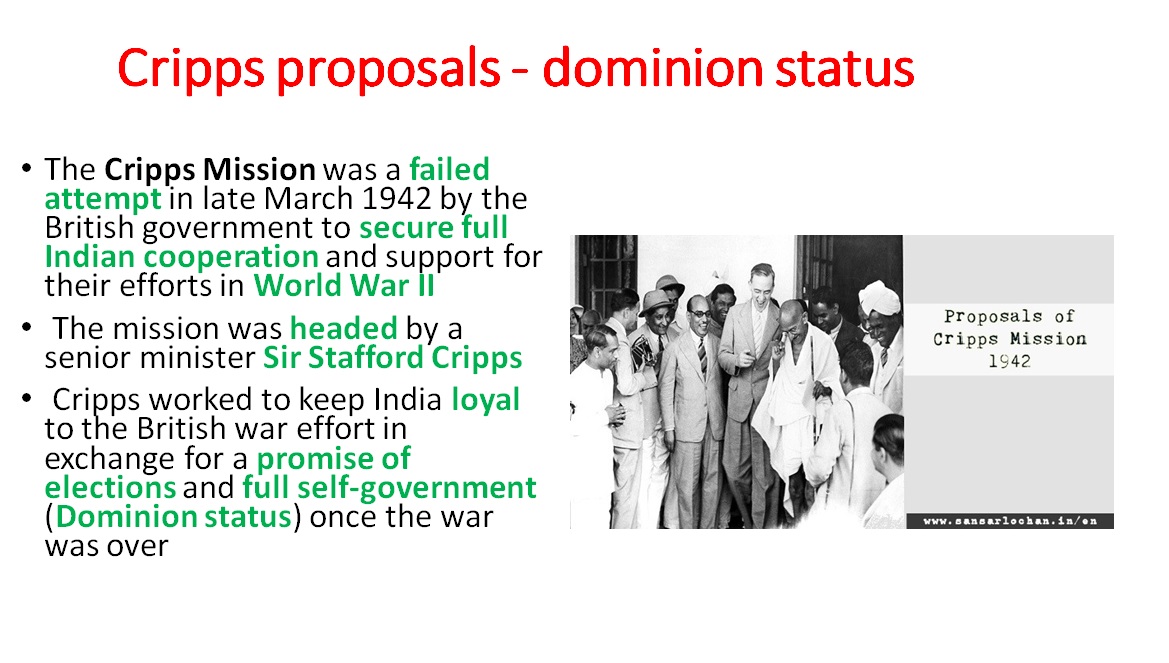 Cripps proposals - dominion status
• The Cripps Mission was a failed
attempt in late March 1942 by the
British government to secure full
Indian cooperation and support for
their efforts in World War II
• The mission was headed by a
senior minister Sir Stafford Cripps
• Cripps worked to keep India loyal
to the British war effort in
exchange for a promise of
elections and full self-government
(Dominion status) once the war
was over
Proposals of
Cripps Mission
1942
www.sansarlochan.in/en